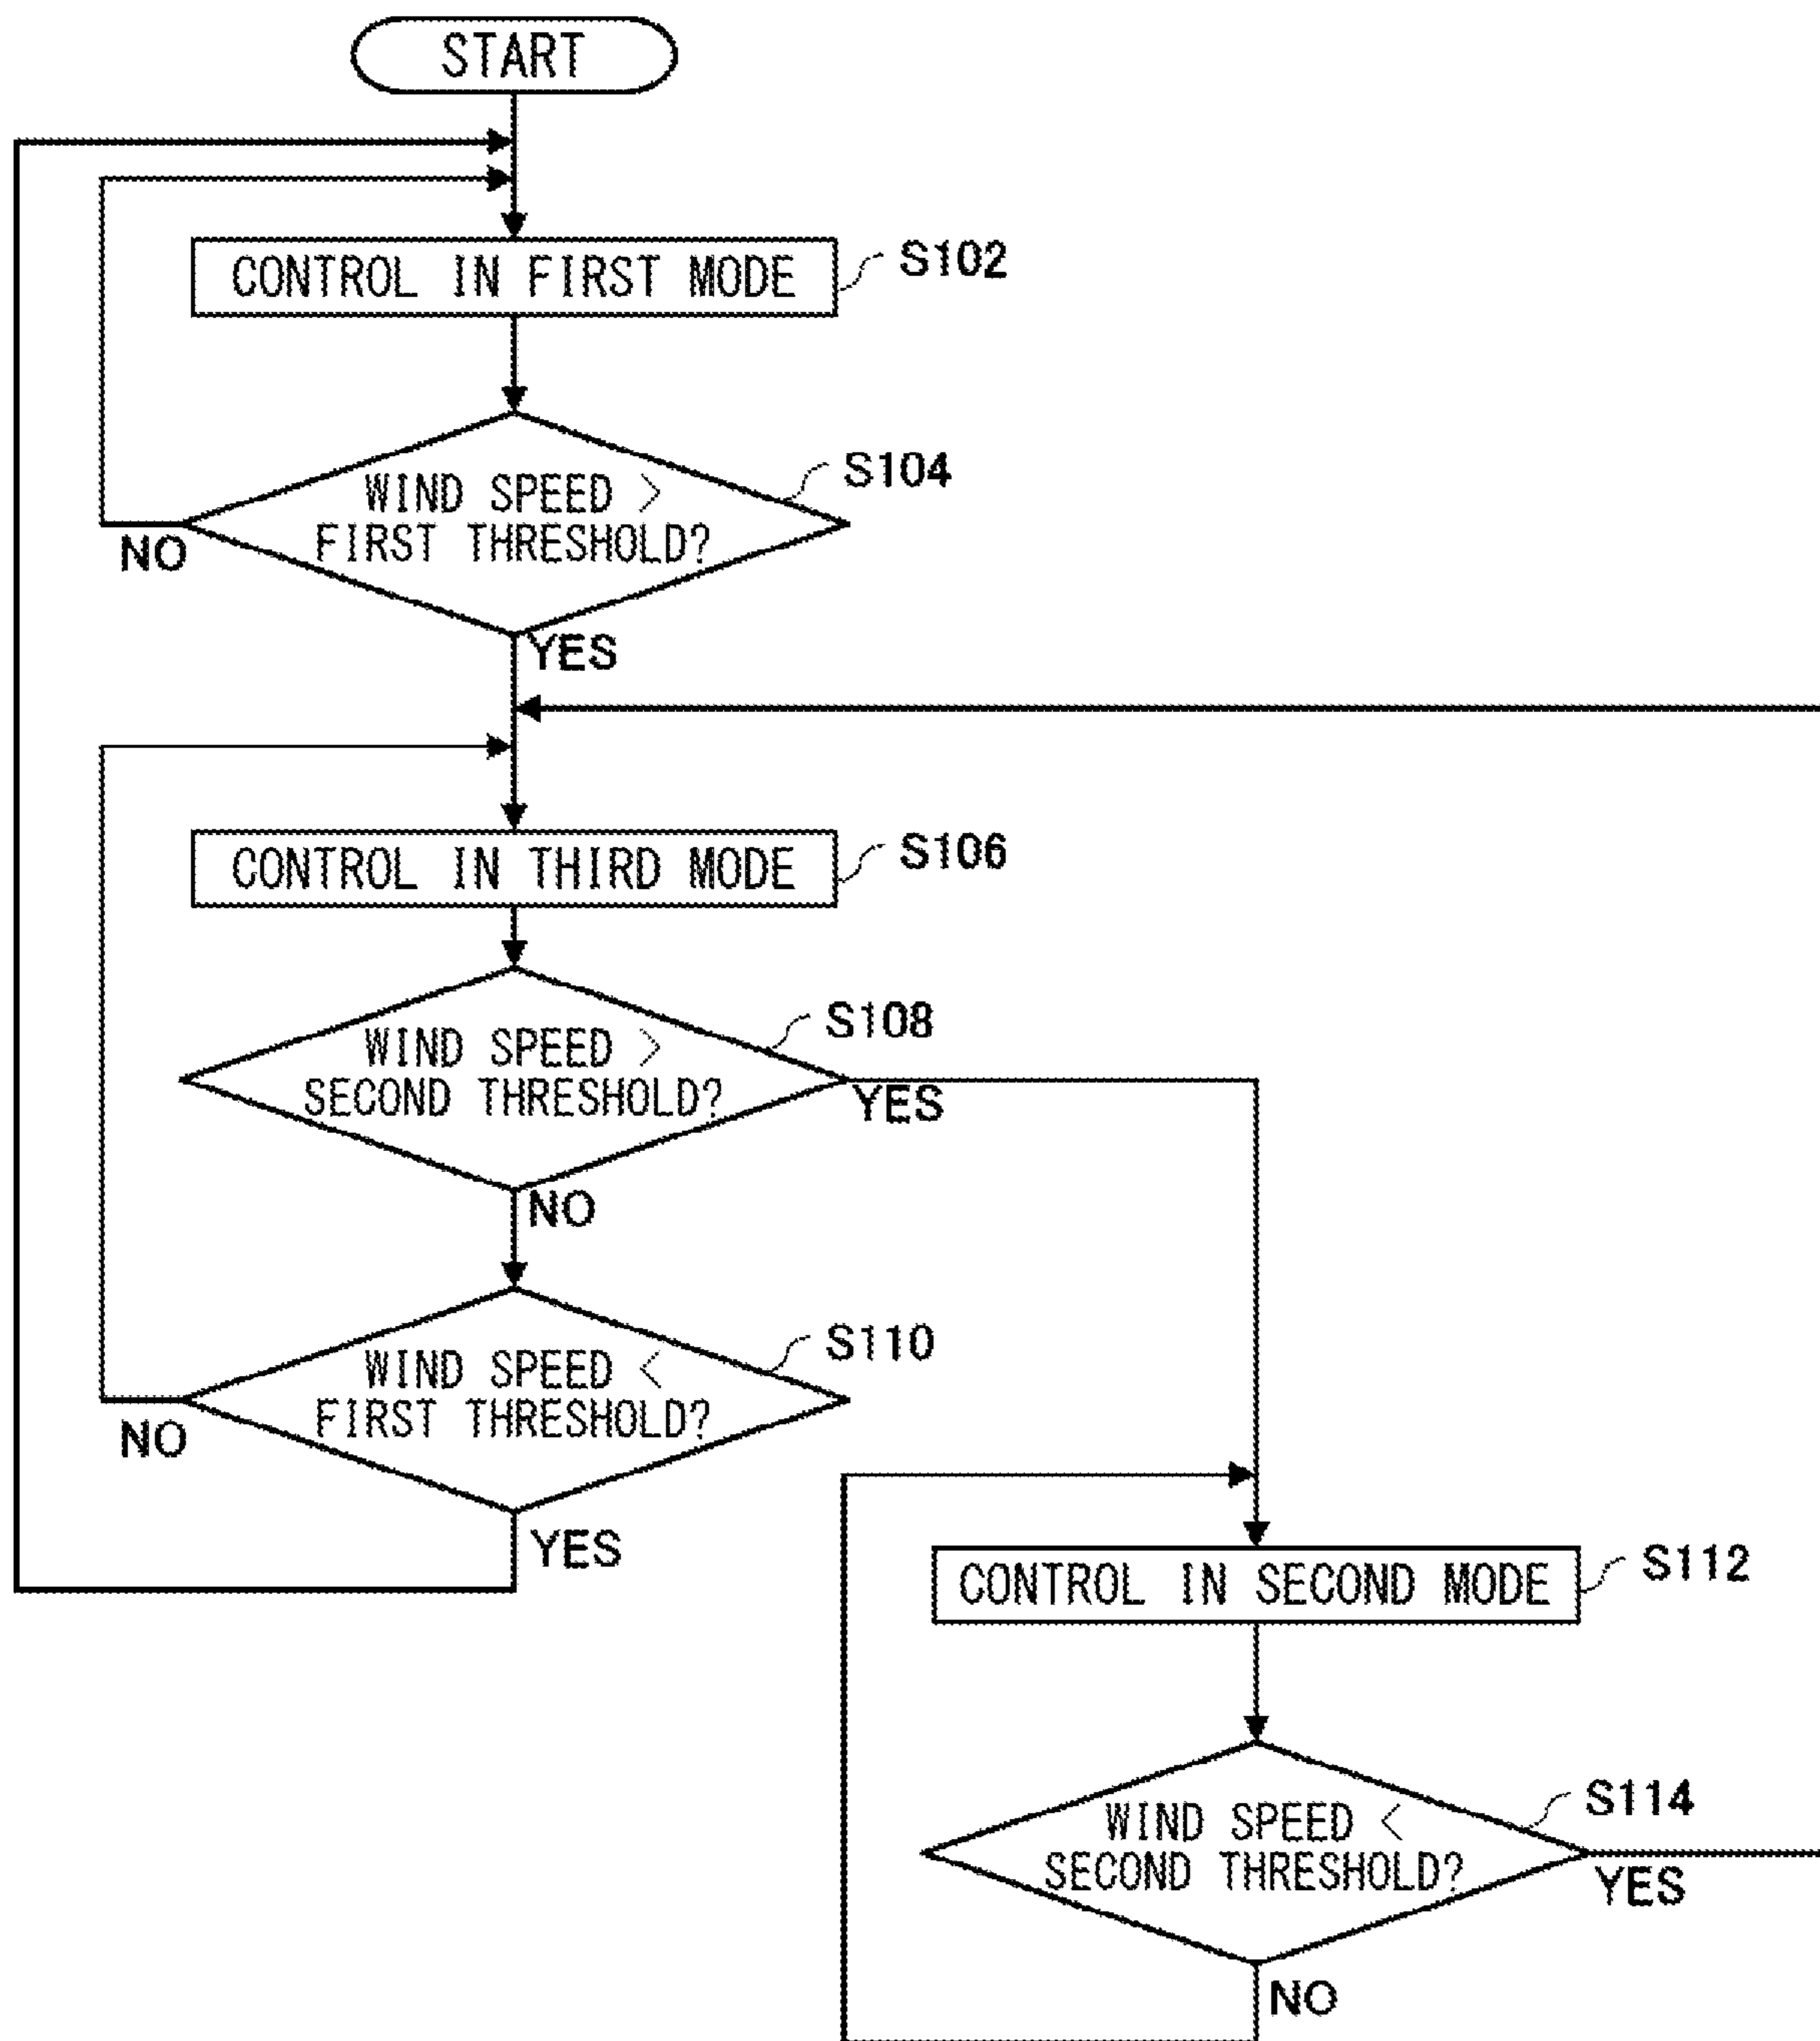 START
CONTROL IN FIRST MODE
S102
WIND SPEED >
FIRST THRESHOLD?
S104
NO
YES
CONTROL IN THIRD MODE
S106
WIND SPEED >
SECOND THRESHOLD?
S108
YES
NO
WIND SPEED <
FIRST THRESHOLD?
S110
NO
YES
CONTROL IN SECOND MODE
S112
WIND SPEED <
SECOND THRESHOLD?
S114
YES
NO